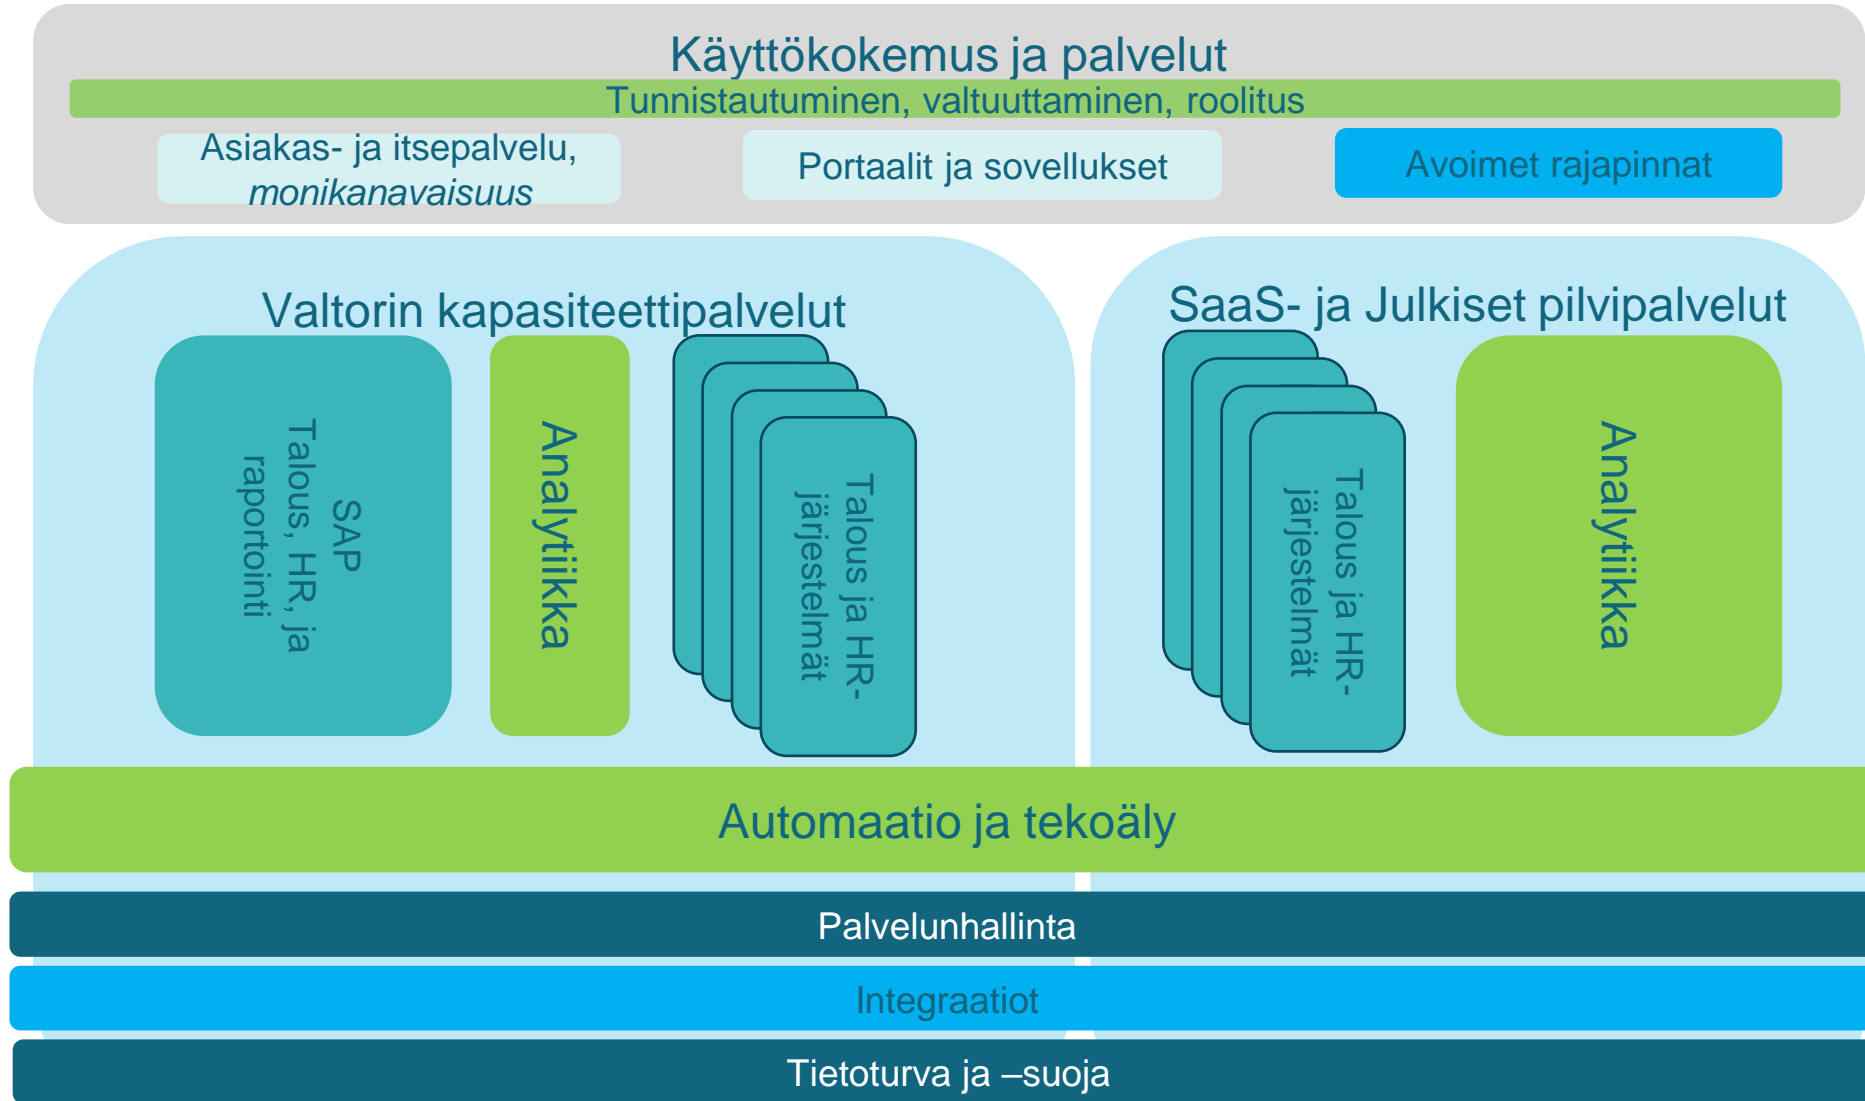 Käyttökokemus ja palvelut
Tunnistautuminen, valtuuttaminen, roolitus
Asiakas- ja itsepalvelu,
monikanavaisuus
Portaalit ja sovellukset
Avoimet rajapinnat
Valtorin kapasiteettipalvelut
SAP
Talous, HR, ja
raportointi
Analytiikka
Talous ja HR-
järjestelmät
SaaS- ja Julkiset pilvipalvelut
Talous ja HR-
järjestelmät
Analytiikka
Automaatio ja tekoäly
Palvelunhallinta
Integraatiot
Tietoturva ja –suoja